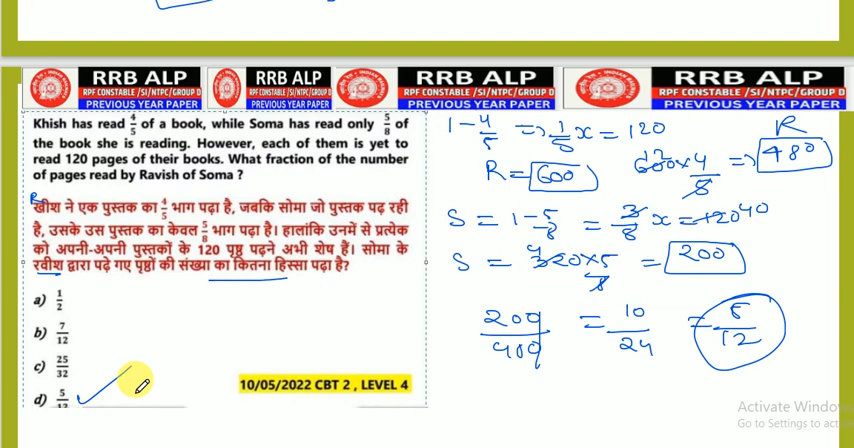 RRB ALP RRB ALP RRB ALP RRB ALP
RPF CONSTABLE /SI/NTPC/GROUP D RPF CONSTABLE /SI/NTPC/GROUP D RPF CONSTABLE /SI/NTPC/GROUP D RPF CONSTABLE /SI/NTPC/GROUP D
PREVIOUS YEAR PAPER PREVIOUS YEAR PAPER PREVIOUS YEAR PAPER PREVIOUS YEAR PAPER
Khish has read 4/5 of a book, while Soma has read only 5/8 of
the book she is reading. However, each of them is yet to
read 120 pages of their books. What fraction of the number
of pages read by Ravish of Soma ?
R
खीश ने एक पुस्तक का 4/5 भाग पढ़ा है, जबकि सोमा जो पुस्तक पढ़ रही
है, उसके उस पुस्तक का केवल 5/8 भाग पढ़ा है। हालांकि उनमें से प्रत्येक
को अपनी-अपनी पुस्तकों के 120 पृष्ठ पढ़ने अभी शेष हैं। सोमा के
रवीश द्वारा पढ़े गए पृष्ठों की संख्या का कितना हिस्सा पढ़ा है?
a) 1/2
b) 7/12
c) 25/32
d) 5/12
10/05/2022 CBT 2 , LEVEL 4
1-4/5 => 1/5 x = 120
R
R = 600
600 12 × 4/5 => 480
S = 1-5/8 = 3/8 x = 120 40
S = 320 4 × 5/8 = 200
200/480 = 10/24 = 5/12
Activate Windows
Go to Settings to activ